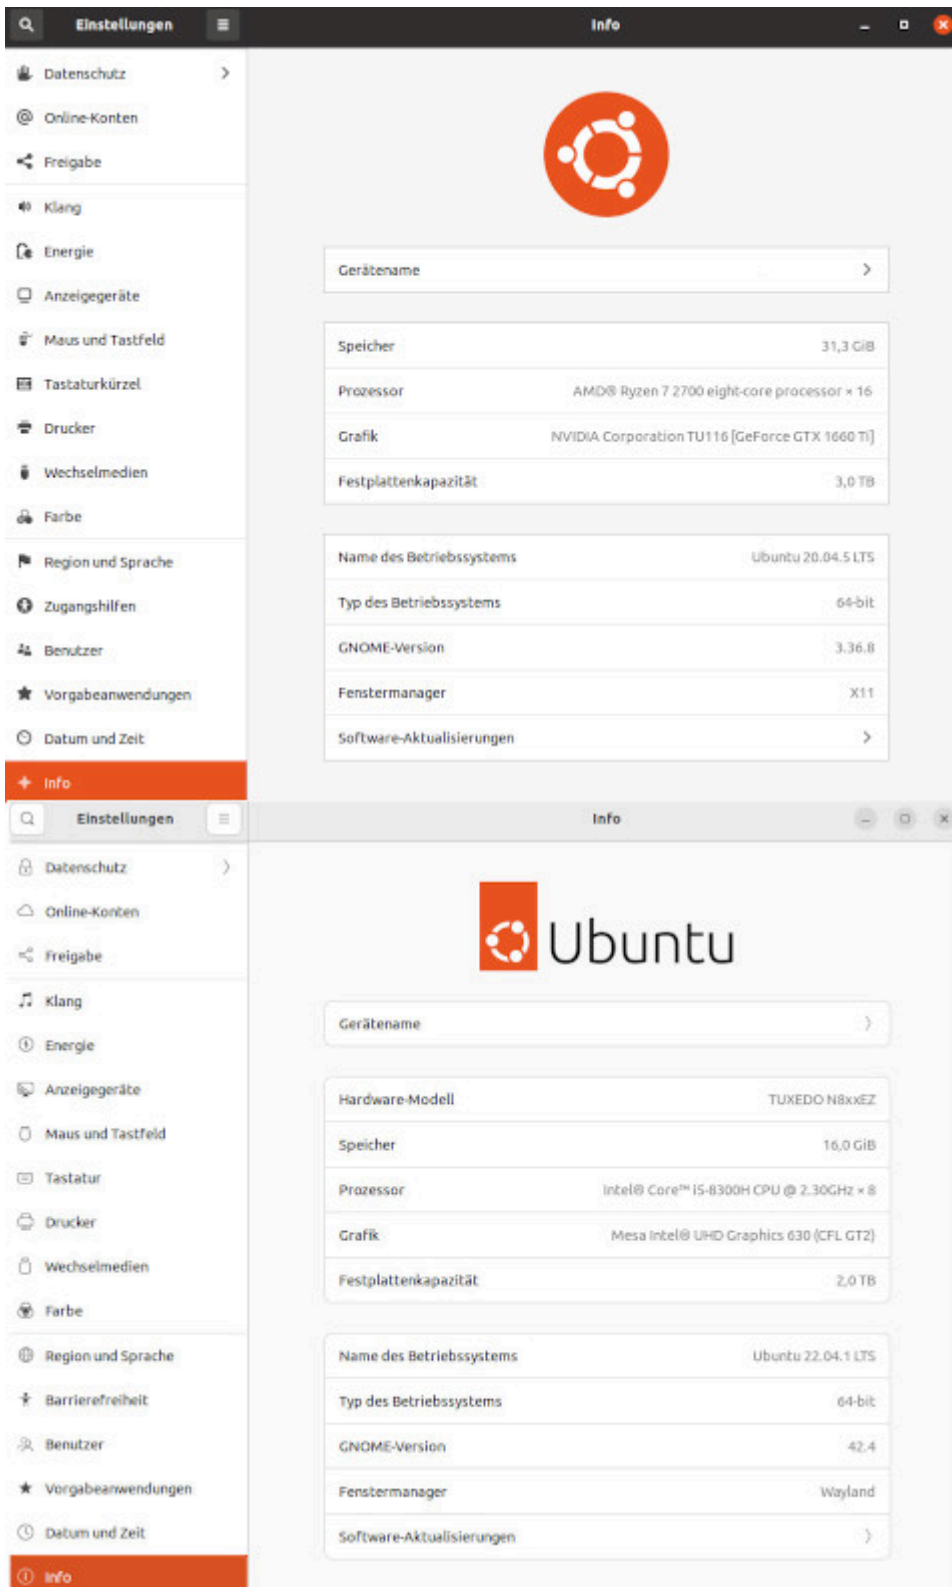 Einstellungen Info
Datenschutz
Online-Konten
Freigabe
Klang
Energie
Anzeigegeräte
Maus und Tastfeld
Tastaturkürzel
Drucker
Wechselmedien
Farbe
Region und Sprache
Zugangshilfen
Benutzer
Vorgabeanwendungen
Datum und Zeit
Info
Gerätename
Speicher 31,3 GiB
Prozessor AMD® Ryzen 7 2700 eight-core processor × 16
Grafik NVIDIA Corporation TU116 [GeForce GTX 1660 Ti]
Festplattenkapazität 3,0 TB
Name des Betriebssystems Ubuntu 20.04.5 LTS
Typ des Betriebssystems 64-bit
GNOME-Version 3.36.8
Fenstermanager X11
Software-Aktualisierungen
Einstellungen Info
Datenschutz
Online-Konten
Freigabe
Klang
Energie
Anzeigegeräte
Maus und Tastfeld
Tastatur
Drucker
Wechselmedien
Farbe
Region und Sprache
Barrierefreiheit
Benutzer
Vorgabeanwendungen
Datum und Zeit
Info
Ubuntu
Gerätename
Hardware-Modell TUXEDO N8xxEZ
Speicher 16,0 GiB
Prozessor Intel® Core™ i5-8300H CPU @ 2.30GHz × 8
Grafik Mesa Intel® UHD Graphics 630 (CFL GT2)
Festplattenkapazität 2,0 TB
Name des Betriebssystems Ubuntu 22.04.1 LTS
Typ des Betriebssystems 64-bit
GNOME-Version 42.4
Fenstermanager Wayland
Software-Aktualisierungen